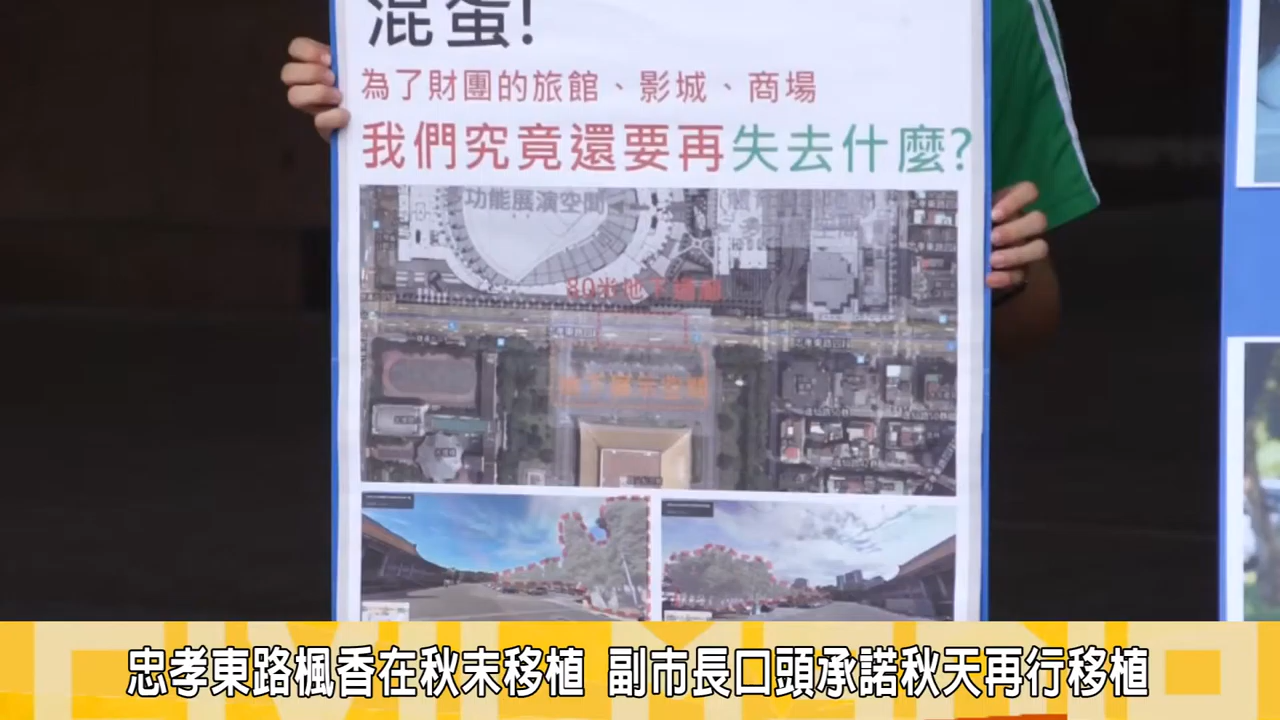 混蛋!
為了財團的旅館、影城、商場
我們究竟還要再失去什麼?
功能展演空間
80米地下通廊
忠孝東路楓香在秋末移植 副市長口頭承諾秋天再行移植